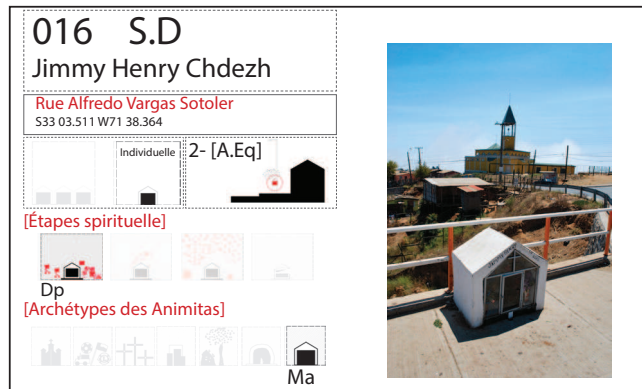 016 S.D
Jimmy Henry Chdezh
Rue Alfredo Vargas Sotoler
S33 03.511 W71 38.364
Individuelle
2- [A.Eq]
[Étapes spirituelle]
Dp
[Archétypes des Animitas]
Ma